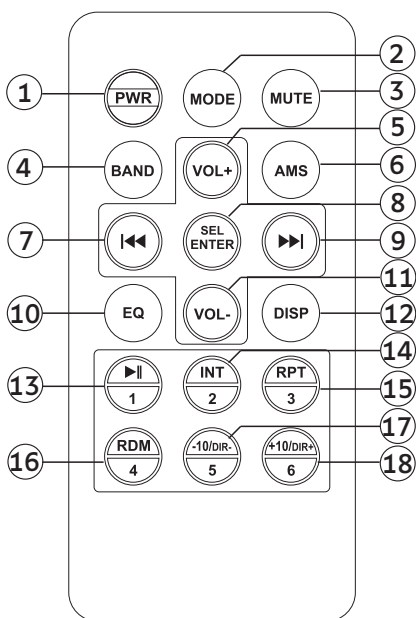 2
1 PWR MODE MUTE 3
5
4 BAND VOL+ AMS 6
8
7 |◀◀ SEL ENTER ▶▶| 9
11
10 EQ VOL- DISP 12
14
13 ▶|| INT RPT 15
1 2 3
17
16 RDM -10/DIR- +10/DIR+ 18
4 5 6